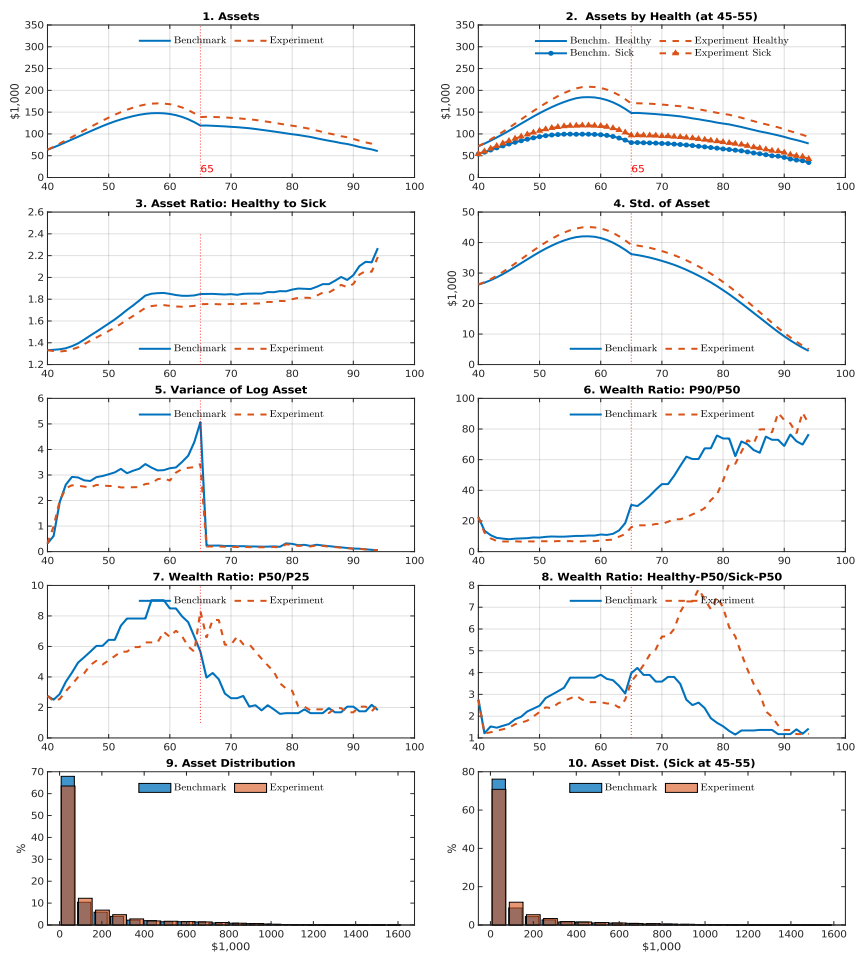 1. Assets
350
300
250
200
150
100
50
0
$1,000
Benchmark Experiment
65
40 50 60 70 80 90 100
2. Assets by Health (at 45-55)
350
300
250
200
150
100
50
0
$1,000
Benchm. Healthy Experiment Healthy
Benchm. Sick Experiment Sick
65
40 50 60 70 80 90 100
3. Asset Ratio: Healthy to Sick
2.6
2.4
2.2
2
1.8
1.6
1.4
1.2
Benchmark Experiment
40 50 60 70 80 90 100
4. Std. of Asset
50
40
30
20
10
0
$1,000
Benchmark Experiment
40 50 60 70 80 90 100
5. Variance of Log Asset
6
5
4
3
2
1
0
Benchmark Experiment
40 50 60 70 80 90 100
6. Wealth Ratio: P90/P50
100
80
60
40
20
0
Benchmark Experiment
40 50 60 70 80 90 100
7. Wealth Ratio: P50/P25
10
8
6
4
2
0
Benchmark Experiment
40 50 60 70 80 90 100
8. Wealth Ratio: Healthy-P50/Sick-P50
8
7
6
5
4
3
2
1
Benchmark Experiment
40 50 60 70 80 90 100
9. Asset Distribution
70
60
50
40
30
20
10
0
%
Benchmark Experiment
0 200 400 600 800 1000 1200 1400 1600
$1,000
10. Asset Dist. (Sick at 45-55)
80
60
40
20
0
%
Benchmark Experiment
0 200 400 600 800 1000 1200 1400 1600
$1,000